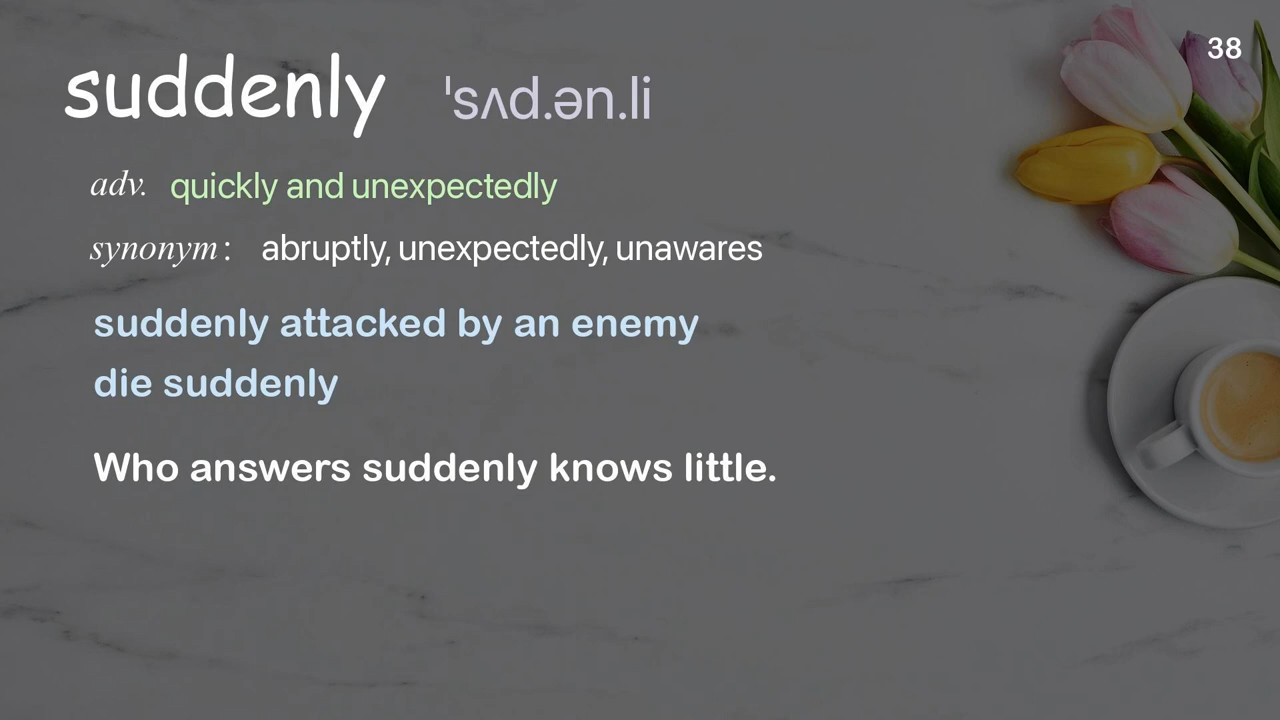 38
suddenly ˈsʌd.ən.li
adv. quickly and unexpectedly
synonym: abruptly, unexpectedly, unawares
suddenly attacked by an enemy
die suddenly
Who answers suddenly knows little.